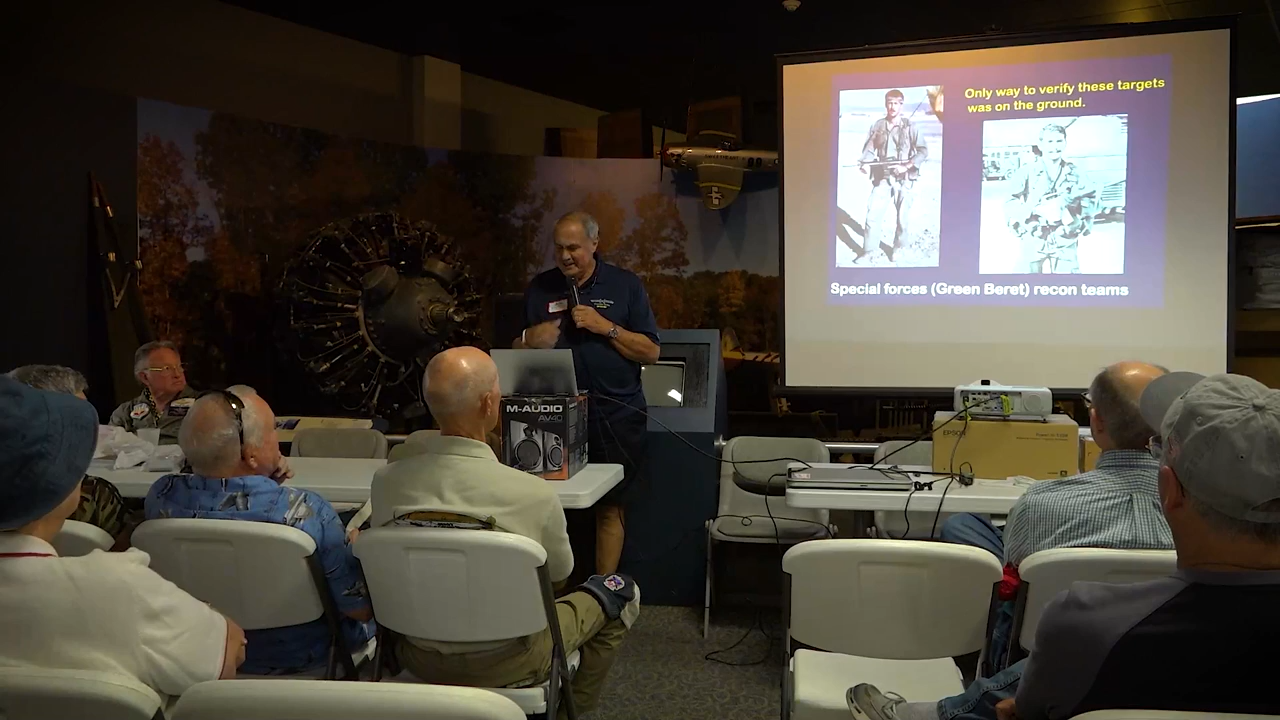 Only way to verify these targets
was on the ground.
Special forces (Green Beret) recon teams
M-AUDIO
AV40
EPSON